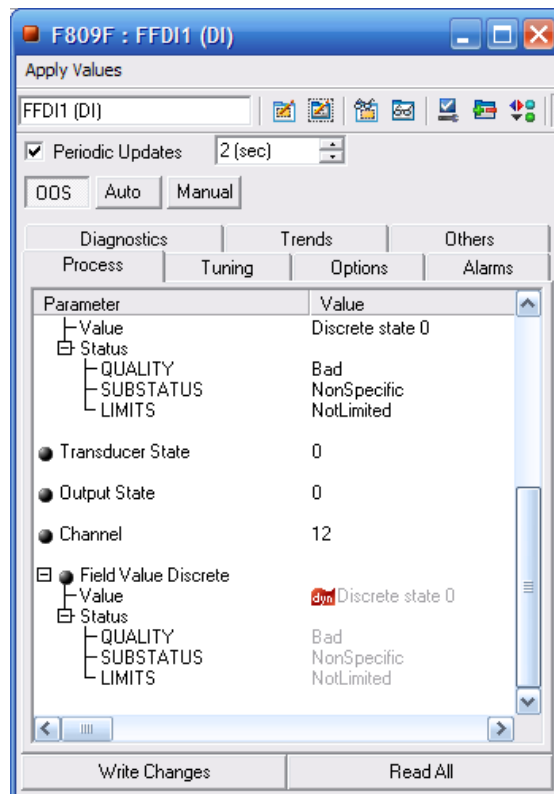 F809F : FFDI1 (DI)
Apply Values
FFDI1 (DI)
Periodic Updates 2 (sec)
OOS Auto Manual
Diagnostics Trends Others
Process Tuning Options Alarms
Parameter Value
Value Discrete state 0
Status
QUALITY Bad
SUBSTATUS NonSpecific
LIMITS NotLimited
Transducer State 0
Output State 0
Channel 12
Field Value Discrete
Value dyn Discrete state 0
Status
QUALITY Bad
SUBSTATUS NonSpecific
LIMITS NotLimited
Write Changes Read All